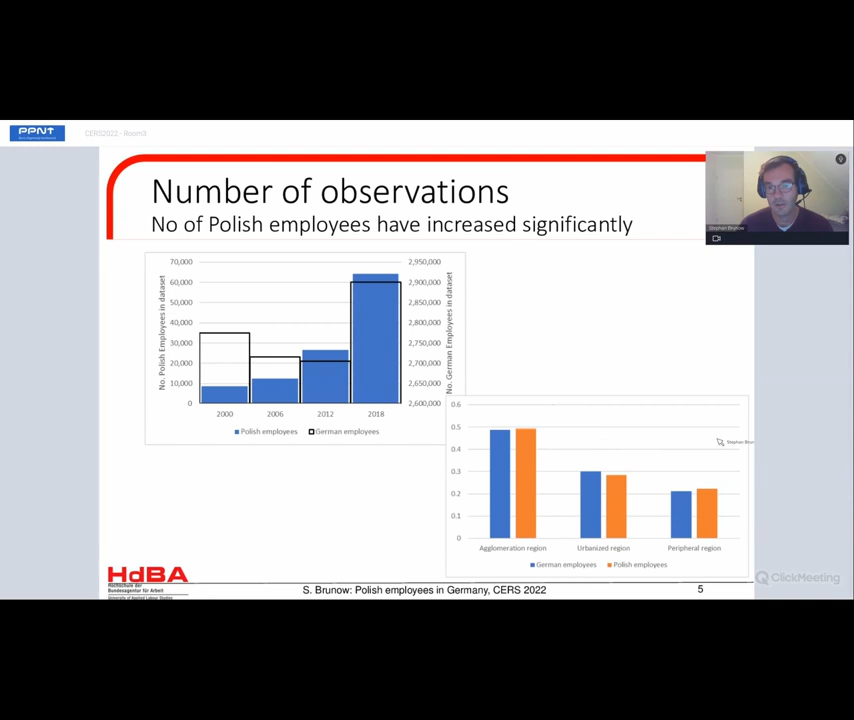 PPNT
CERS2022 - Room3
Number of observations
No of Polish employees have increased significantly
Stephan Brunow
No. Polish Employees in dataset
70,000
60,000
50,000
40,000
30,000
20,000
10,000
0
2,950,000
2,900,000
2,850,000
2,800,000
2,750,000
2,700,000
2,650,000
2,600,000
No. German Employees in dataset
2000 2006 2012 2018
Polish employees German employees
0.6
0.5
0.4
0.3
0.2
0.1
0
Stephan Brun
Agglomeration region Urbanized region Peripheral region
German employees Polish employees
HdBA
Hochschule der
Bundesagentur für Arbeit
University of Applied Labour Studies
S. Brunow: Polish employees in Germany, CERS 2022
5
ClickMeeting